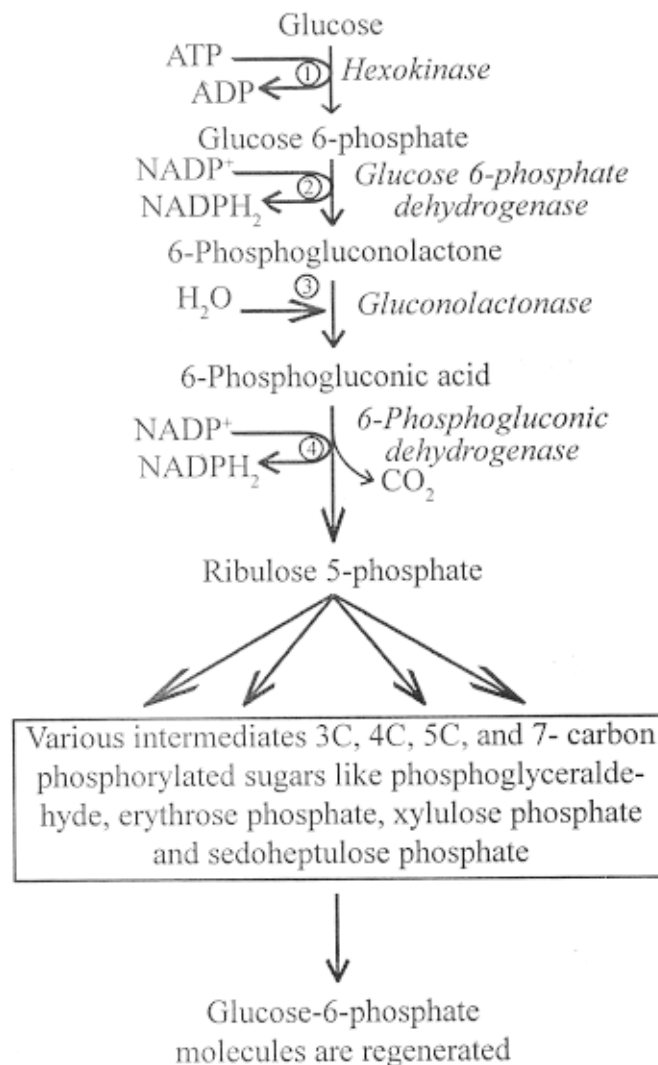 Glucose
ATP
① Hexokinase
ADP
Glucose 6-phosphate
NADP⁺
② Glucose 6-phosphate
NADPH₂ dehydrogenase
6-Phosphogluconolactone
③
H₂O Gluconolactonase
6-Phosphogluconic acid
NADP⁺ 6-Phosphogluconic
④ dehydrogenase
NADPH₂
CO₂
Ribulose 5-phosphate
Various intermediates 3C, 4C, 5C, and 7- carbon
phosphorylated sugars like phosphoglyceralde-
hyde, erythrose phosphate, xylulose phosphate
and sedoheptulose phosphate
Glucose-6-phosphate
molecules are regenerated